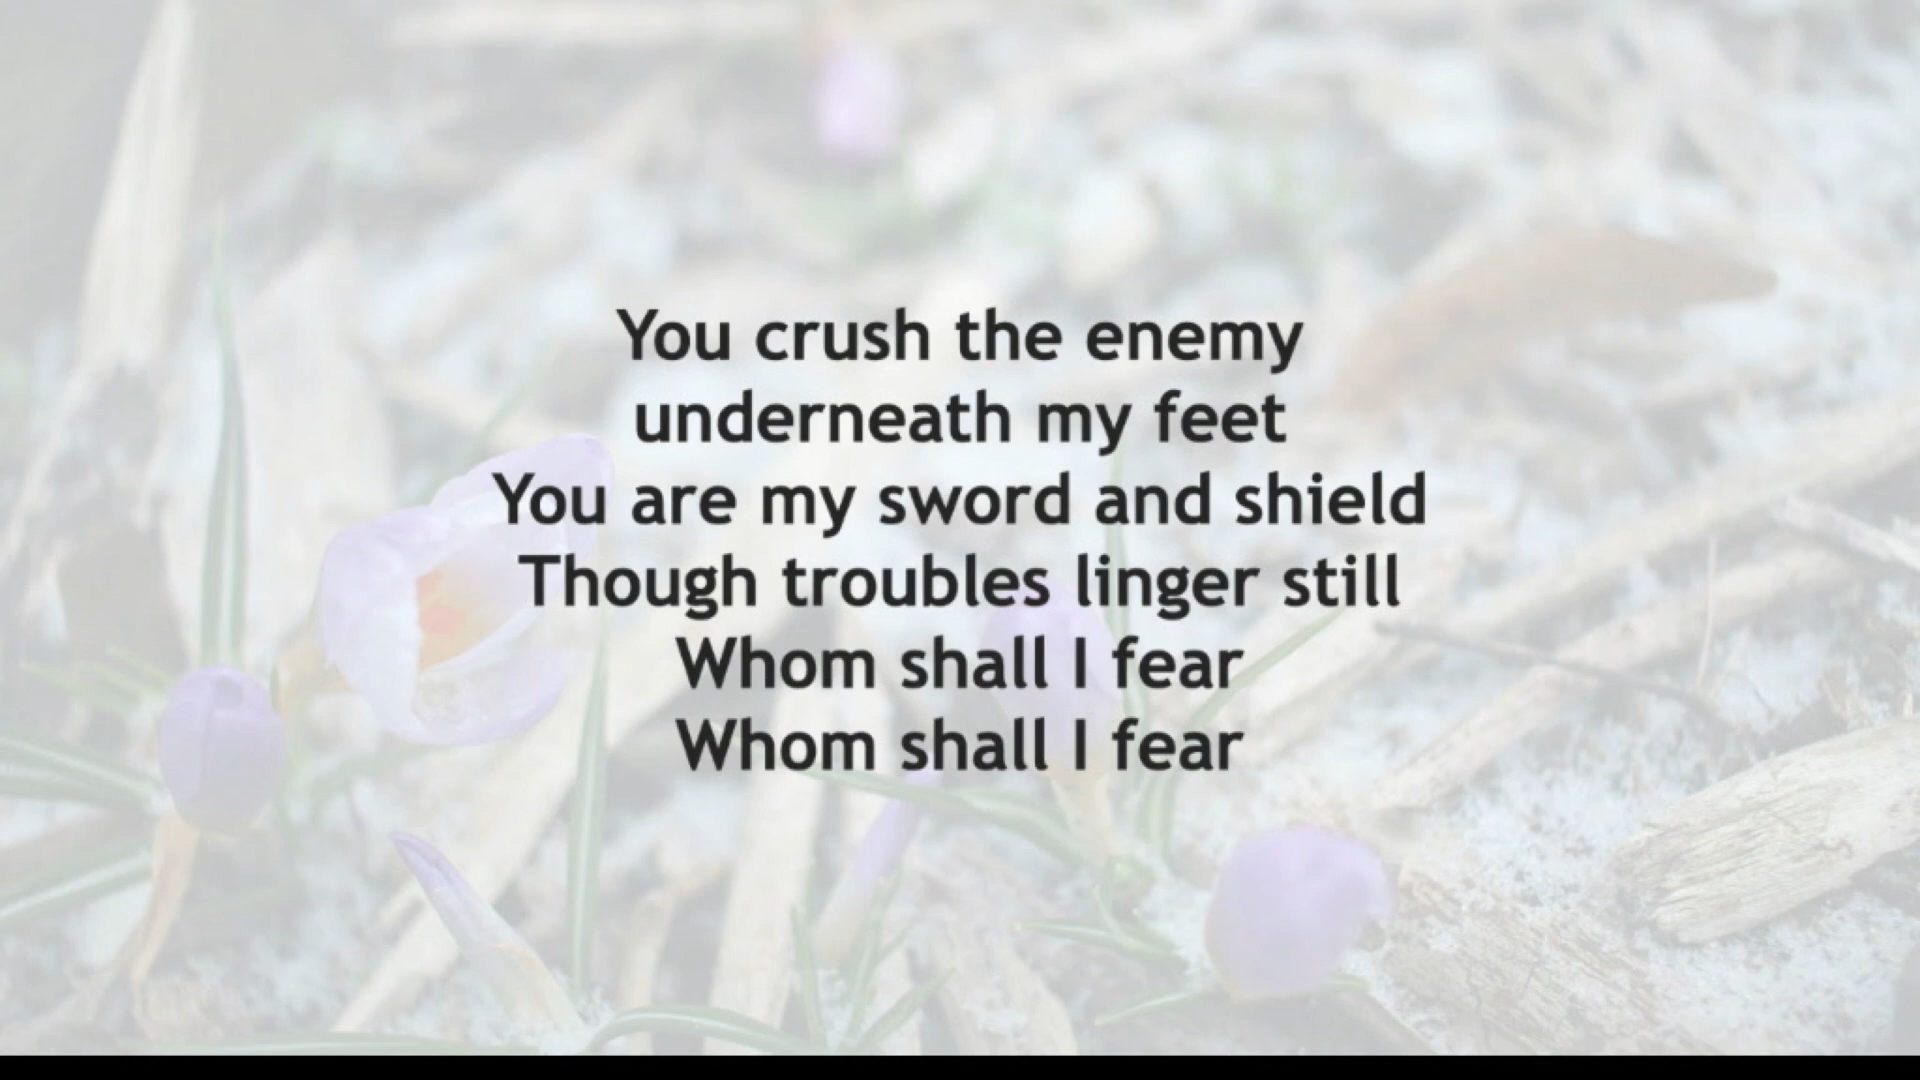 You crush the enemy
underneath my feet
You are my sword and shield
Though troubles linger still
Whom shall I fear
Whom shall I fear